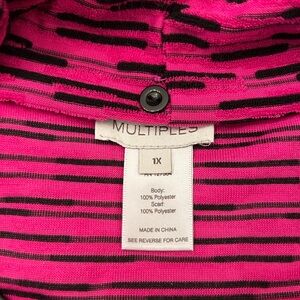 MULTIPLES
1X
Body:
100% Polyester
Scarf:
100% Polyester
MADE IN CHINA
SEE REVERSE FOR CARE